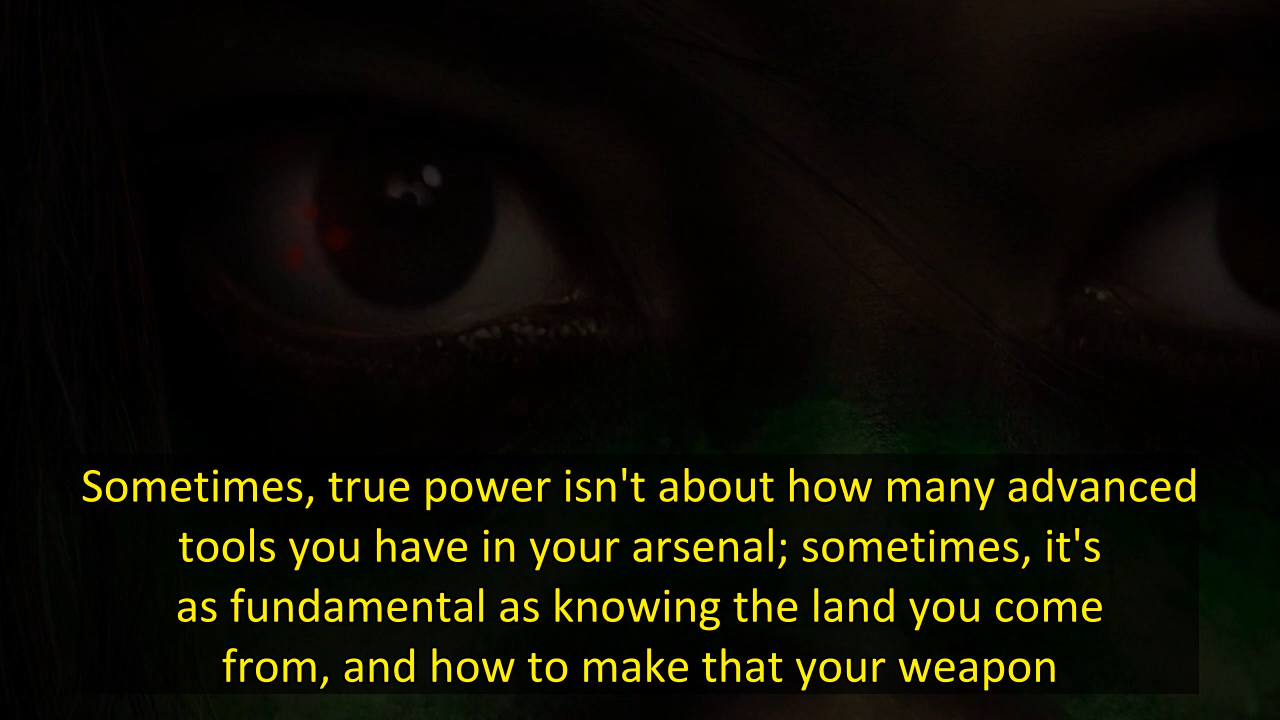 Sometimes, true power isn't about how many advanced
tools you have in your arsenal; sometimes, it's
as fundamental as knowing the land you come
from, and how to make that your weapon